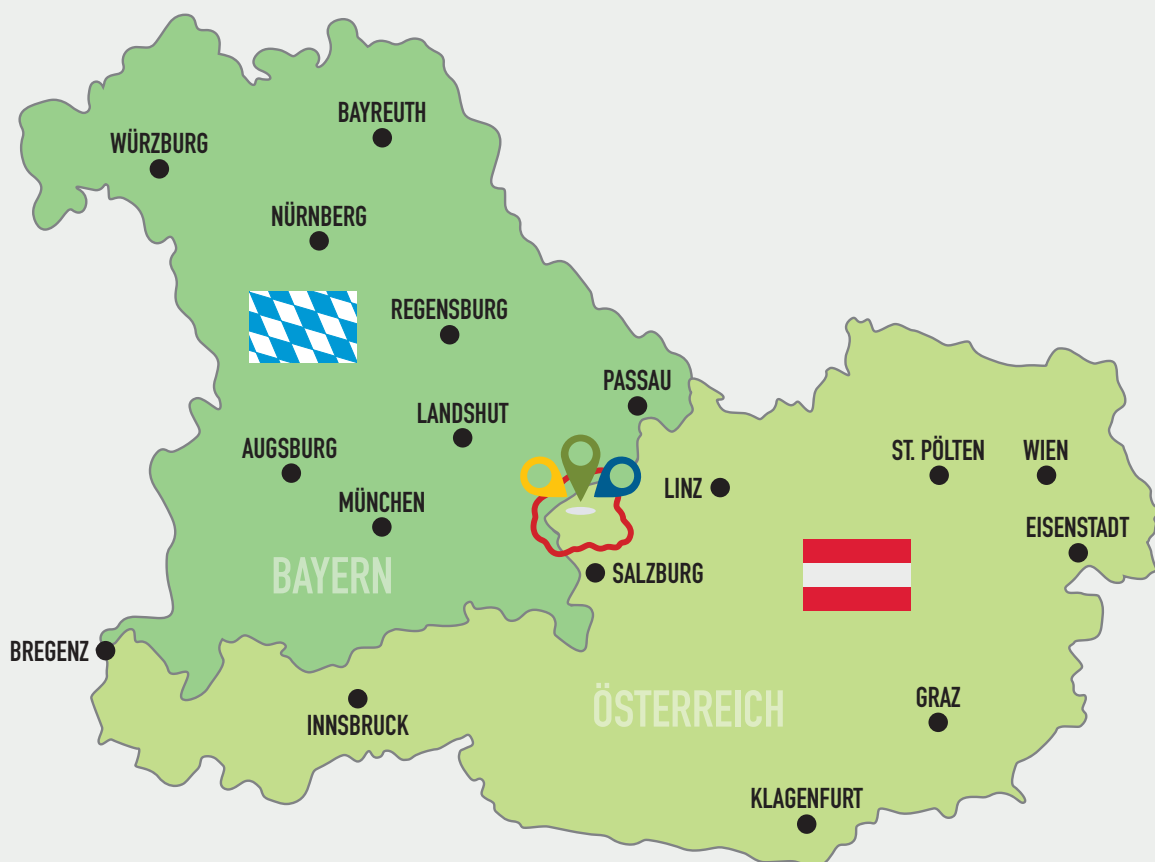 BAYREUTH
WÜRZBURG
NÜRNBERG
REGENSBURG
PASSAU
LANDSHUT
AUGSBURG
ST. PÖLTEN
WIEN
LINZ
MÜNCHEN
EISENSTADT
BAYERN
SALZBURG
BREGENZ
ÖSTERREICH
GRAZ
INNSBRUCK
KLAGENFURT